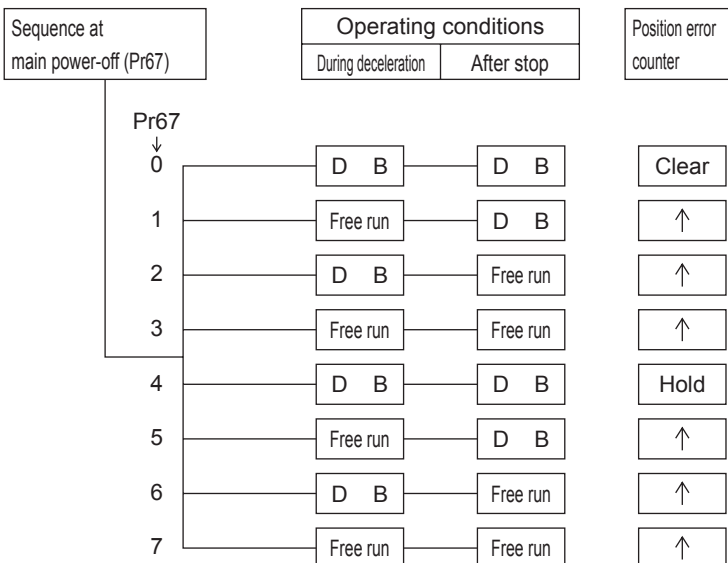 Sequence at
main power-off (Pr67)
Operating conditions
During deceleration After stop
Position error
counter
Pr67
↓
0 D B D B Clear
1 Free run D B ↑
2 D B Free run ↑
3 Free run Free run ↑
4 D B D B Hold
5 Free run D B ↑
6 D B Free run ↑
7 Free run Free run ↑